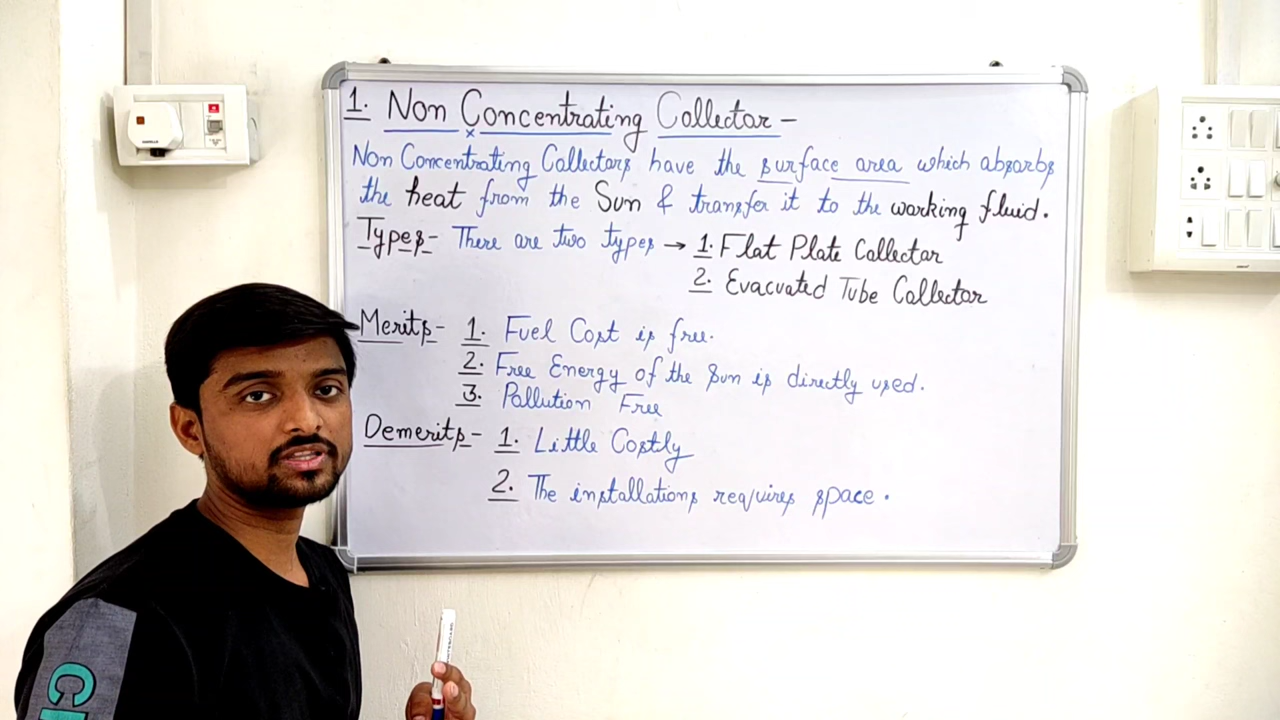 1. Non Concentrating Collector -
Non Concentrating Collectors have the surface area which absorbs
the heat from the Sun & transfer it to the working fluid.
Types - There are two types → 1. Flat Plate Collector
2. Evacuated Tube Collector
Merits - 1. Fuel Cost is free.
2. Free Energy of the Sun is directly used.
3. Pollution Free
Demerits - 1. Little Costly
2. The installations requires space.